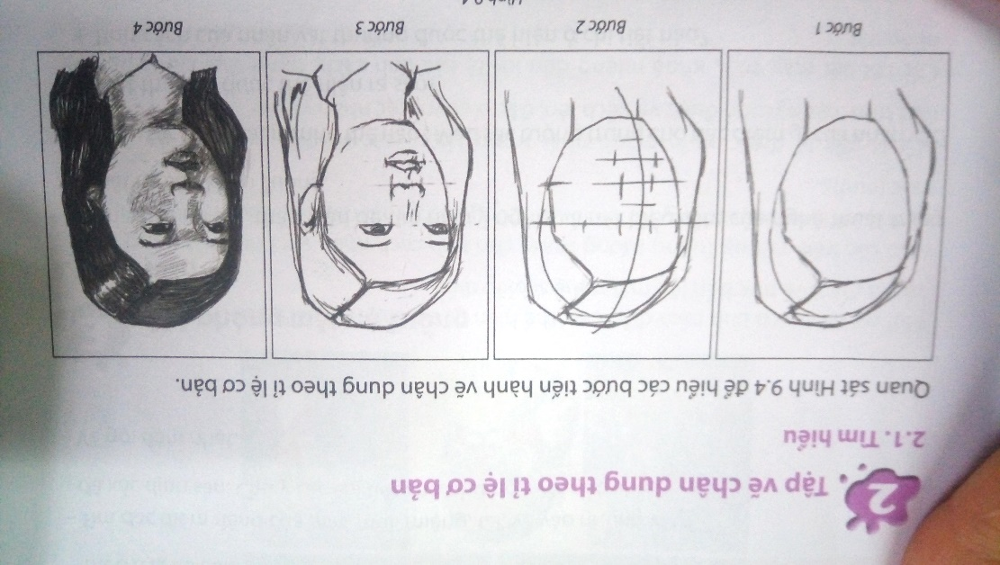 2 Tập vẽ chân dung theo tỉ lệ cơ bản
2.1. Tìm hiểu
Quan sát Hình 9.4 để hiểu các bước tiến hành vẽ chân dung theo tỉ lệ cơ bản.
Bước 1
Bước 2
Bước 3
Bước 4